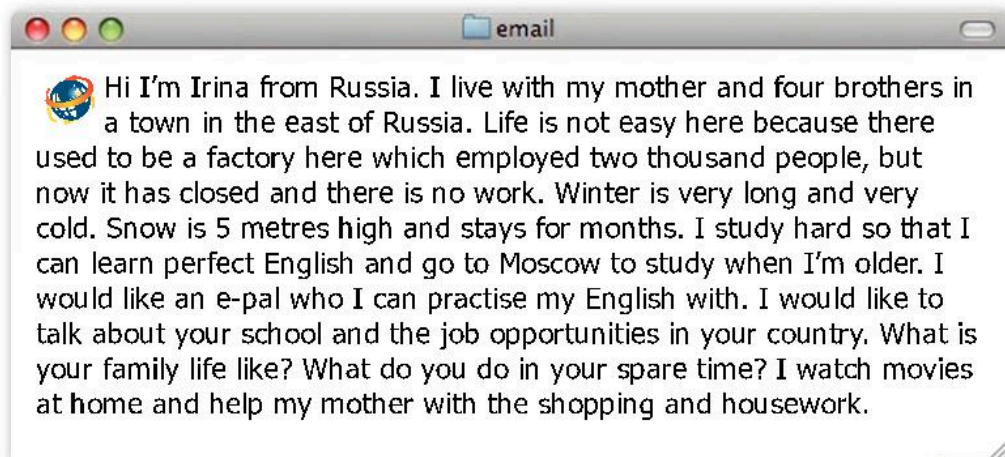 email
Hi I'm Irina from Russia. I live with my mother and four brothers in
a town in the east of Russia. Life is not easy here because there
used to be a factory here which employed two thousand people, but
now it has closed and there is no work. Winter is very long and very
cold. Snow is 5 metres high and stays for months. I study hard so that I
can learn perfect English and go to Moscow to study when I'm older. I
would like an e-pal who I can practise my English with. I would like to
talk about your school and the job opportunities in your country. What is
your family life like? What do you do in your spare time? I watch movies
at home and help my mother with the shopping and housework.